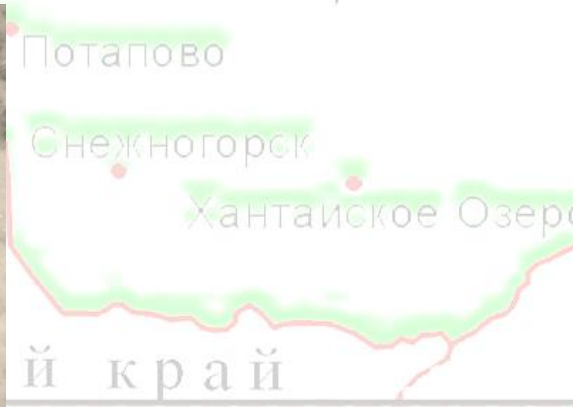 Потапово
Снежногорск
Хантайское Озеро
й край